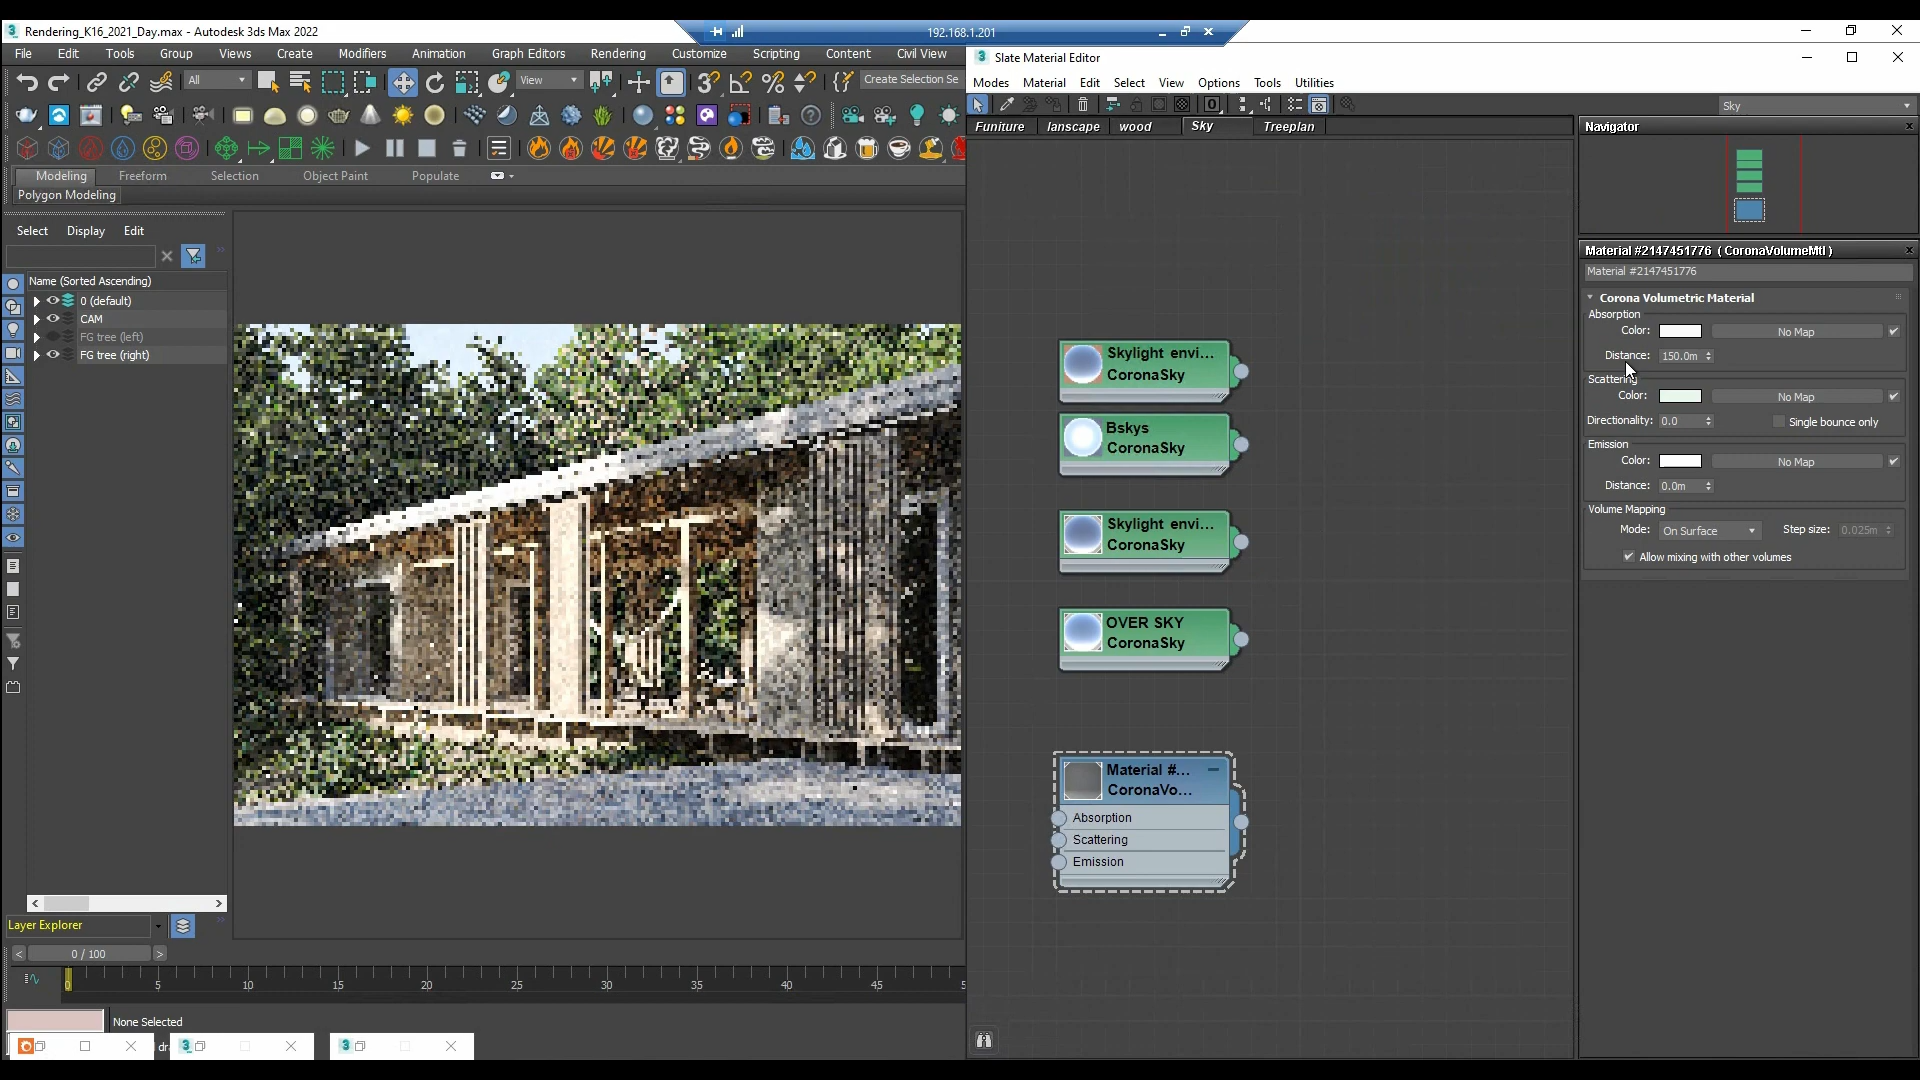 Rendering_K16_2021_Day.max - Autodesk 3ds Max 2022
192.168.1.201
File Edit Tools Group Views Create Modifiers Animation Graph Editors Rendering Customize Scripting Content Civil View
Slate Material Editor
Modes Material Edit Select View Options Tools Utilities
All
View
Create Selection Se
Sky
Funiture lanscape wood Sky Treeplan
Navigator
Modeling Freeform Selection Object Paint Populate
Polygon Modeling
Select Display Edit
Name (Sorted Ascending)
0 (default)
CAM
FG tree (left)
FG tree (right)
Material #2147451776 ( CoronaVolumeMtl )
Material #2147451776
Corona Volumetric Material
Absorption
Color: No Map
Distance: 150.0m
Scattering
Color: No Map
Directionality: 0.0 Single bounce only
Emission
Color: No Map
Distance: 0.0m
Volume Mapping
Mode: On Surface Step size: 0.025m
Allow mixing with other volumes
Skylight envi...
CoronaSky
Bskys
CoronaSky
Skylight envi...
CoronaSky
OVER SKY
CoronaSky
Material #...
CoronaVo...
Absorption
Scattering
Emission
Layer Explorer
0 / 100
0 5 10 15 20 25 30 35 40 45 5
None Selected
dr